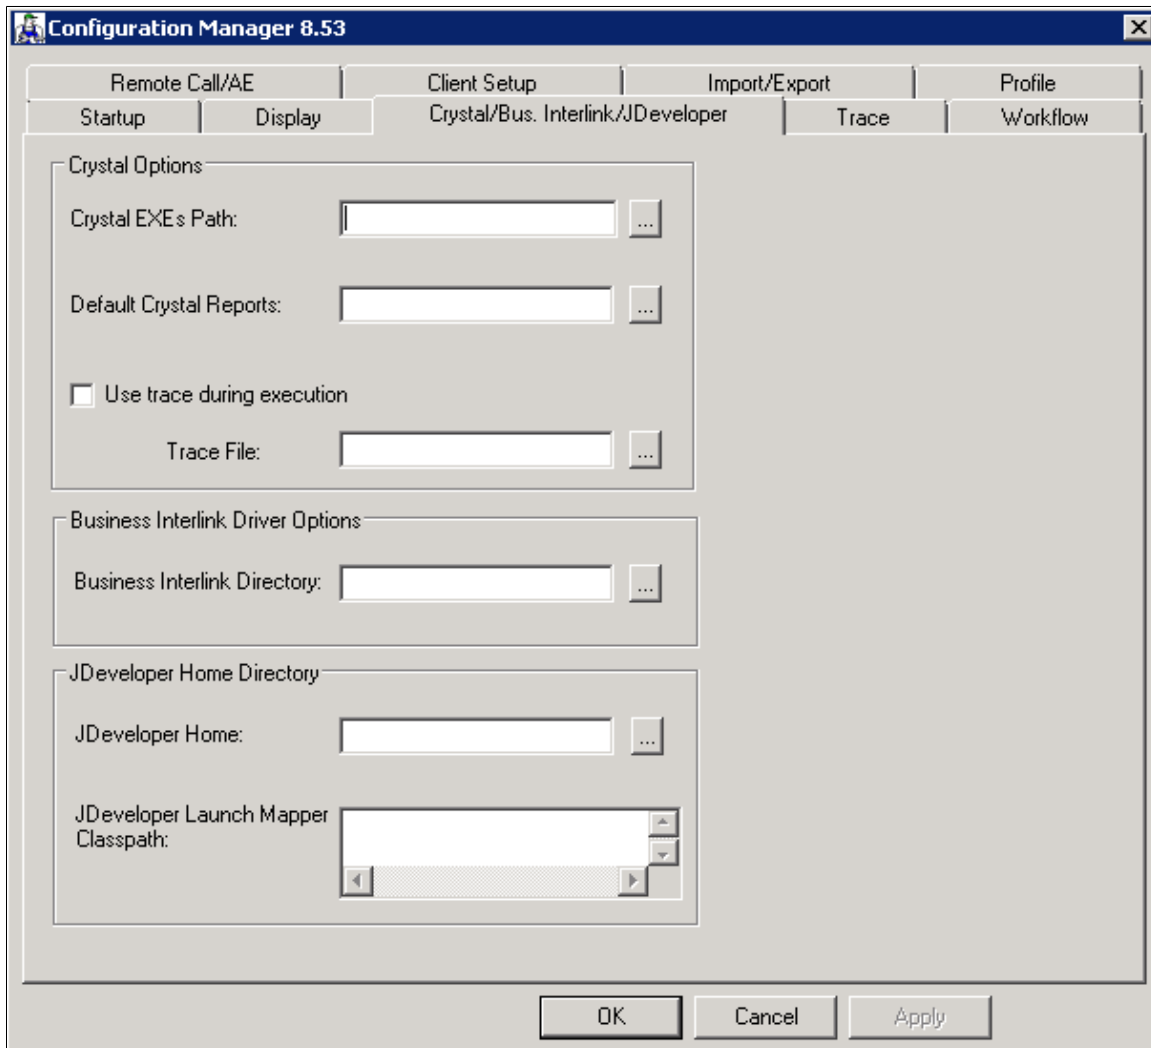 Configuration Manager 8.53
Remote Call/AE Client Setup Import/Export Profile
Startup Display Crystal/Bus. Interlink/JDeveloper Trace Workflow
Crystal Options
Crystal EXEs Path:
...
Default Crystal Reports:
...
Use trace during execution
Trace File:
...
Business Interlink Driver Options
Business Interlink Directory:
...
JDeveloper Home Directory
JDeveloper Home:
...
JDeveloper Launch Mapper
Classpath:
OK Cancel Apply